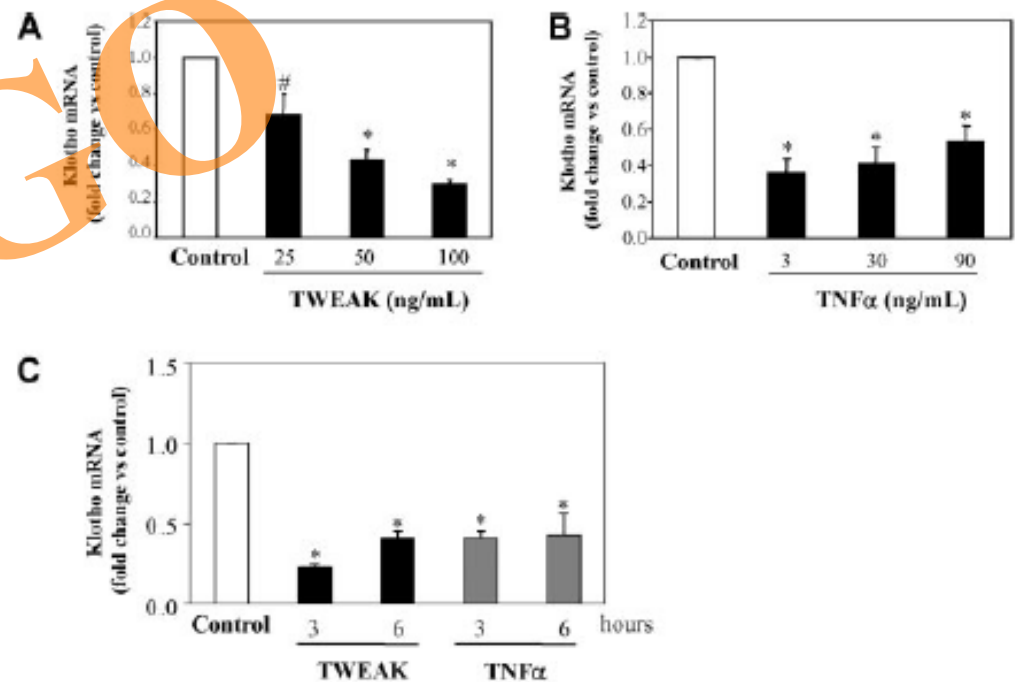 A
Klotho mRNA
(fold change vs control)
1.2
1.0
0.8
0.6
0.4
0.2
0.0
#
*
*
Control 25 50 100
TWEAK (ng/mL)
B
Klotho mRNA
(fold change vs control)
1.2
1.0
0.8
0.6
0.4
0.2
0.0
*
*
*
Control 3 30 90
TNFα (ng/mL)
C
Klotho mRNA
(fold change vs control)
1.5
1.0
0.5
0.0
*
*
*
*
Control 3 6 3 6 hours
TWEAK TNFα
GO